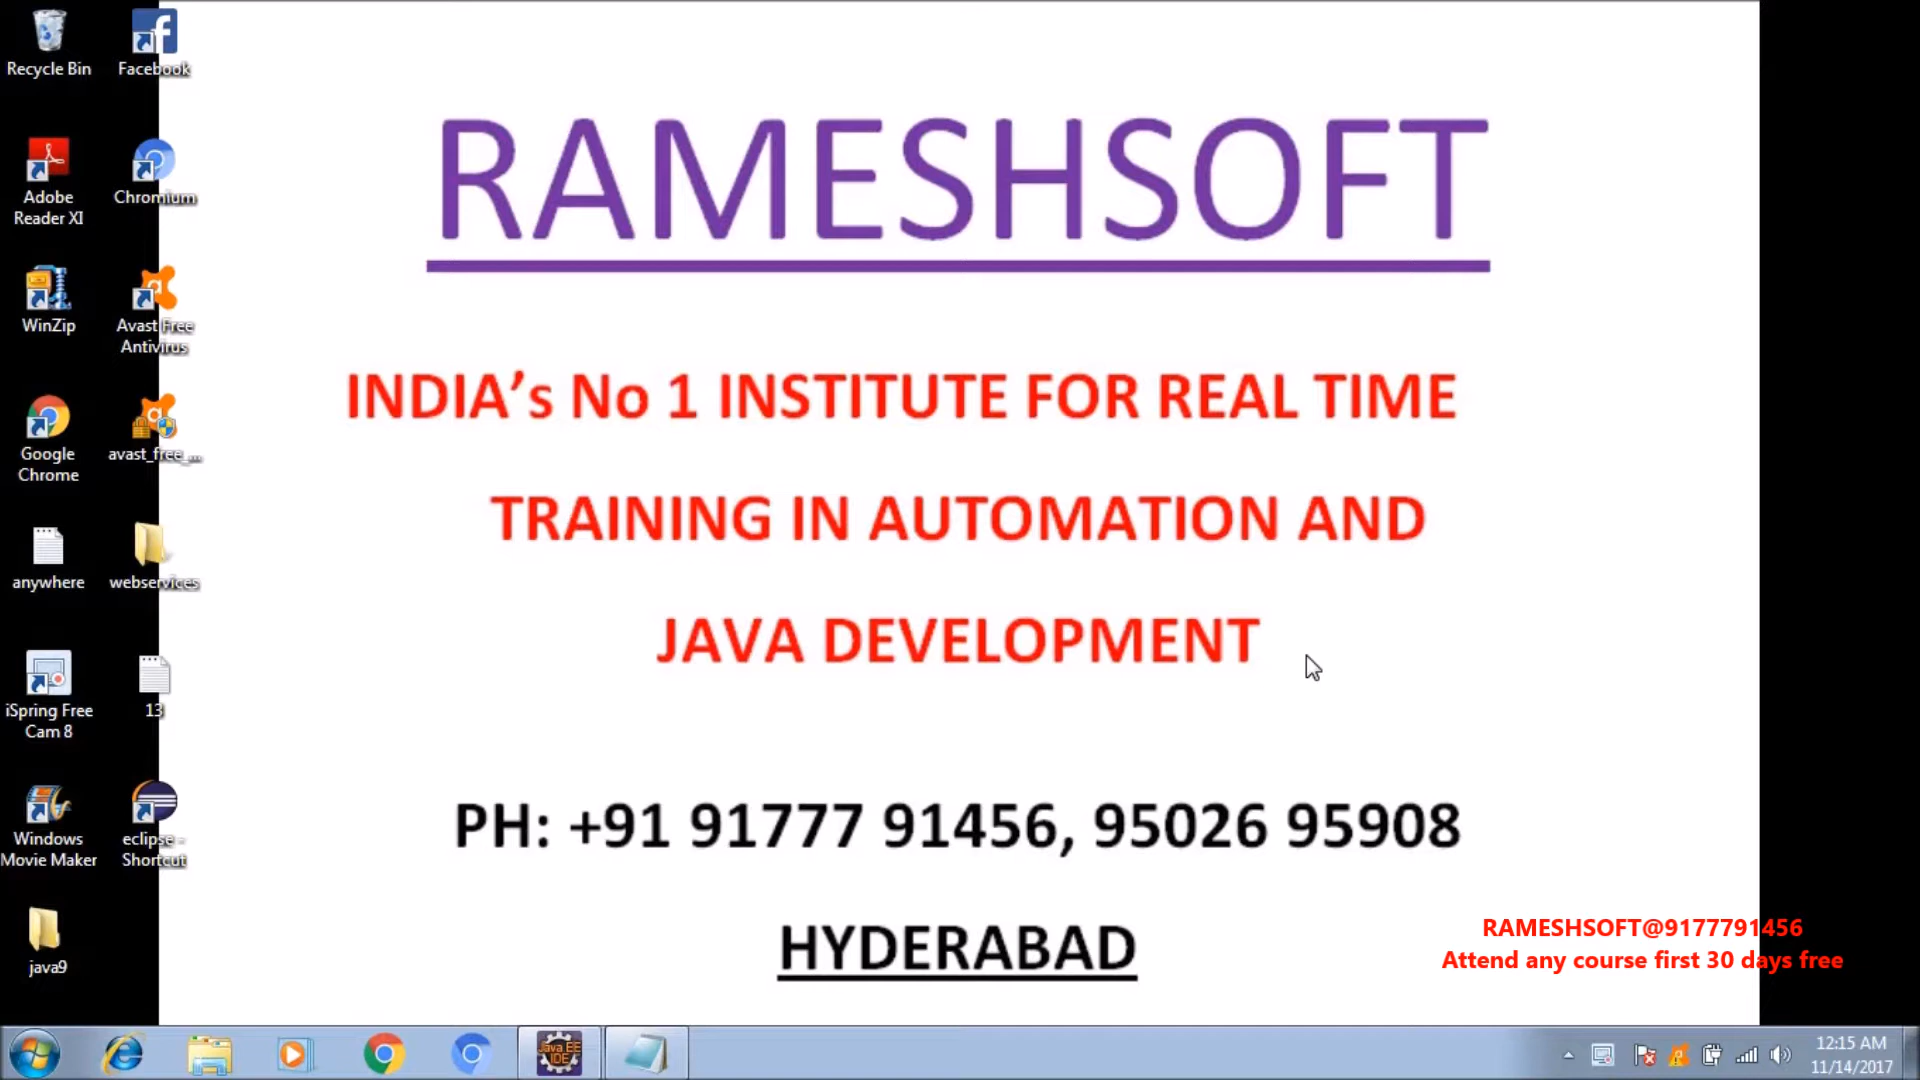 Recycle Bin
Facebook
Adobe
Reader XI
Chromium
WinZip
Avast Free
Antivirus
Google
Chrome
avast_free_...
anywhere
webservices
iSpring Free
Cam 8
13
Windows
Movie Maker
eclipse -
Shortcut
java9
RAMESHSOFT
INDIA's No 1 INSTITUTE FOR REAL TIME
TRAINING IN AUTOMATION AND
JAVA DEVELOPMENT
PH: +91 91777 91456, 95026 95908
HYDERABAD
RAMESHSOFT@9177791456
Attend any course first 30 days free
Java EE
IDE
12:15 AM
11/14/2017